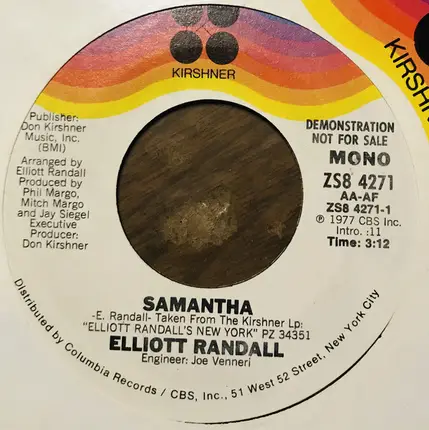 KIRSHNER
KIRSHN
Publisher:
Don Kirshner
Music, Inc.
(BMI)
Arranged by
Elliott Randall
Produced by
Phil Margo,
Mitch Margo
and Jay Siegel
Executive
Producer:
Don Kirshner
DEMONSTRATION
NOT FOR SALE
MONO
ZS8 4271
AA-AF
ZS8 4271-1
℗ 1977 CBS Inc.
Intro. :11
Time: 3:12
SAMANTHA
-E. Randall- Taken From The Kirshner Lp:
"ELLIOTT RANDALL'S NEW YORK" PZ 34351
ELLIOTT RANDALL
Engineer: Joe Venneri
Distributed by Columbia Records / CBS, Inc., 51 West 52 Street, New York City